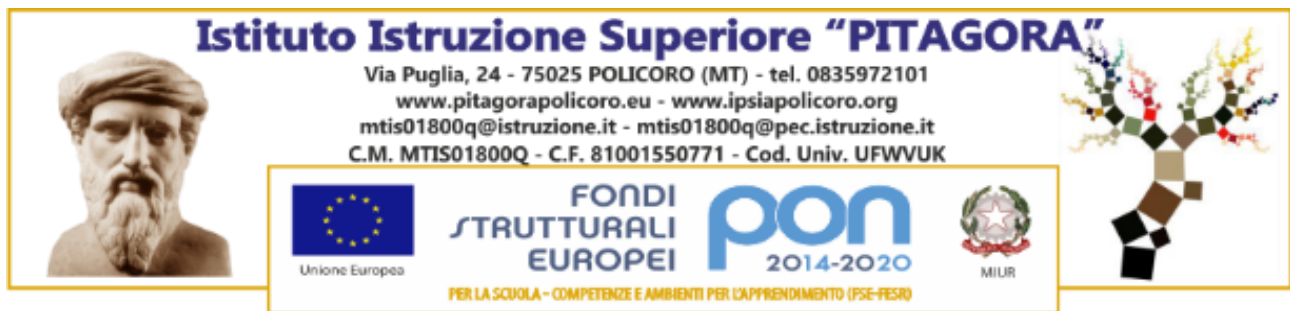 Istituto Istruzione Superiore “PITAGORA”
Via Puglia, 24 - 75025 POLICORO (MT) - tel. 0835972101
www.pitagorapolicoro.eu - www.ipsiapolicoro.org
mtis01800q@istruzione.it - mtis01800q@pec.istruzione.it
C.M. MTIS01800Q - C.F. 81001550771 - Cod. Univ. UFWVUK
FONDI
STRUTTURALI
EUROPEI
pon
2014-2020
Unione Europea
MIUR
PER LA SCUOLA - COMPETENZE E AMBIENTI PER L'APPRENDIMENTO (FSE-FESR)